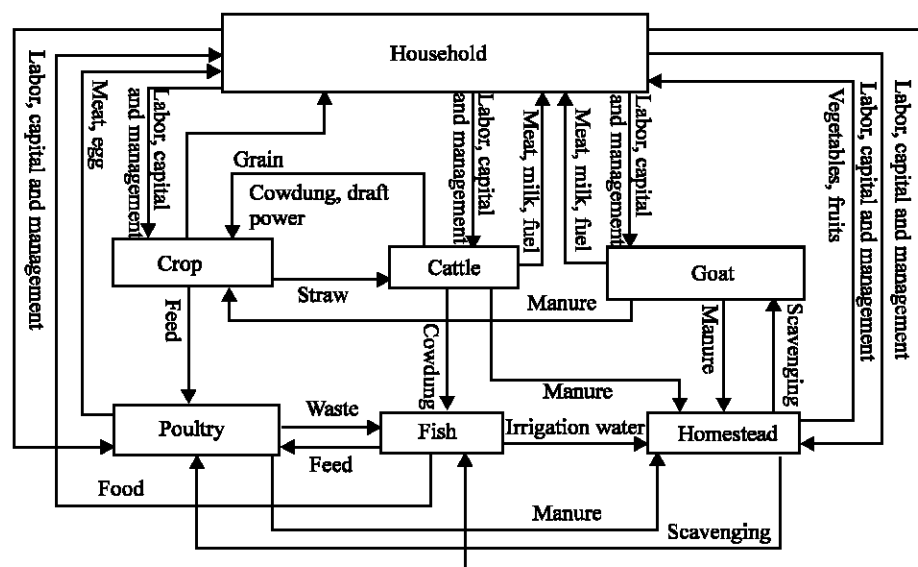 Household
Labor, capital and management
Meat, egg
Labor, capital
and management
Grain
Cowdung, draft
power
Labor, capital
and management
Meat, milk, fuel
Meat, milk, fuel
Labor, capital
and management
Vegetables, fruits
Labor, capital and management
Labor, capital and management
Crop
Cattle
Goat
Straw
Manure
Feed
Cowdung
Manure
Manure
Scavenging
Poultry
Waste
Fish
Irrigation water
Homestead
Feed
Food
Manure
Scavenging